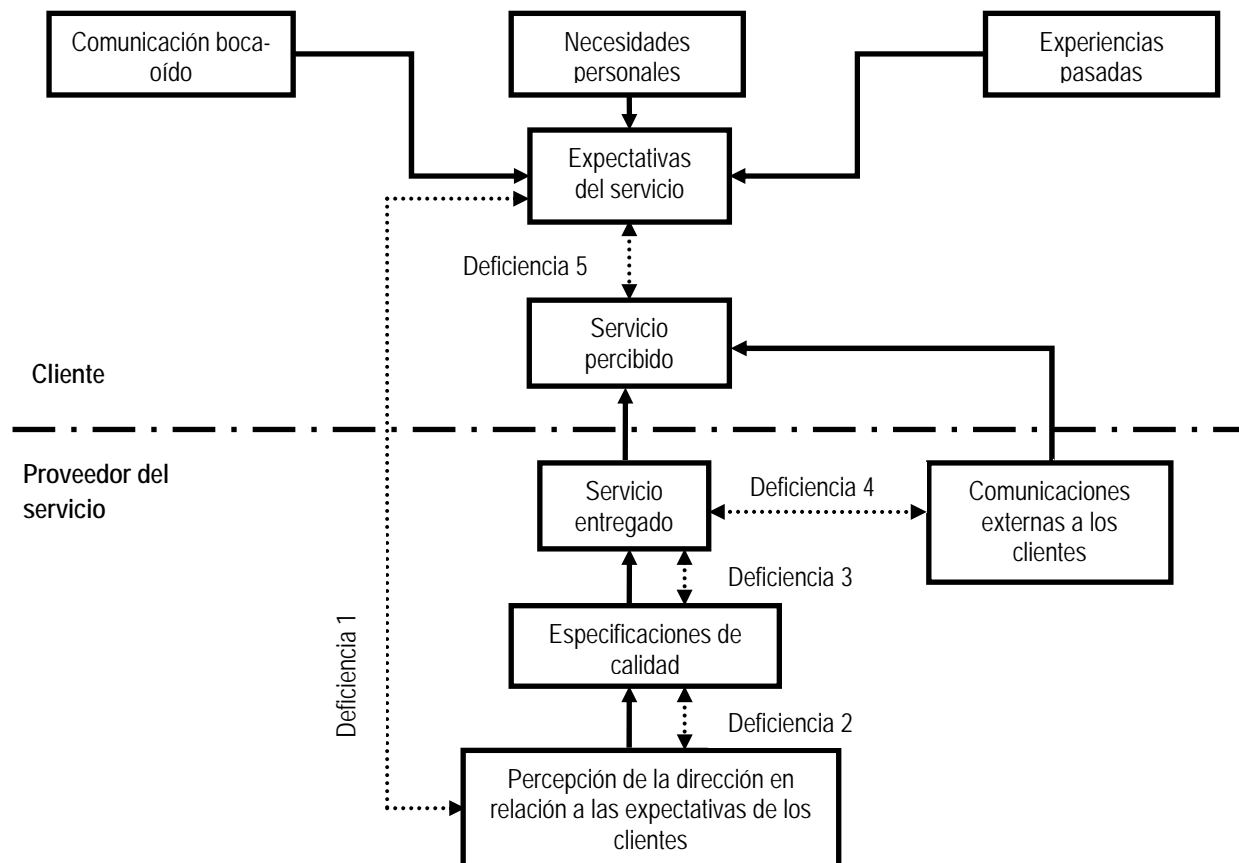 Comunicación boca-
oído
Necesidades
personales
Experiencias
pasadas
Expectativas
del servicio
Deficiencia 5
Servicio
percibido
Cliente
Proveedor del
servicio
Servicio
entregado
Deficiencia 4
Comunicaciones
externas a los
clientes
Deficiencia 3
Especificaciones de
calidad
Deficiencia 1
Deficiencia 2
Percepción de la dirección en
relación a las expectativas de los
clientes